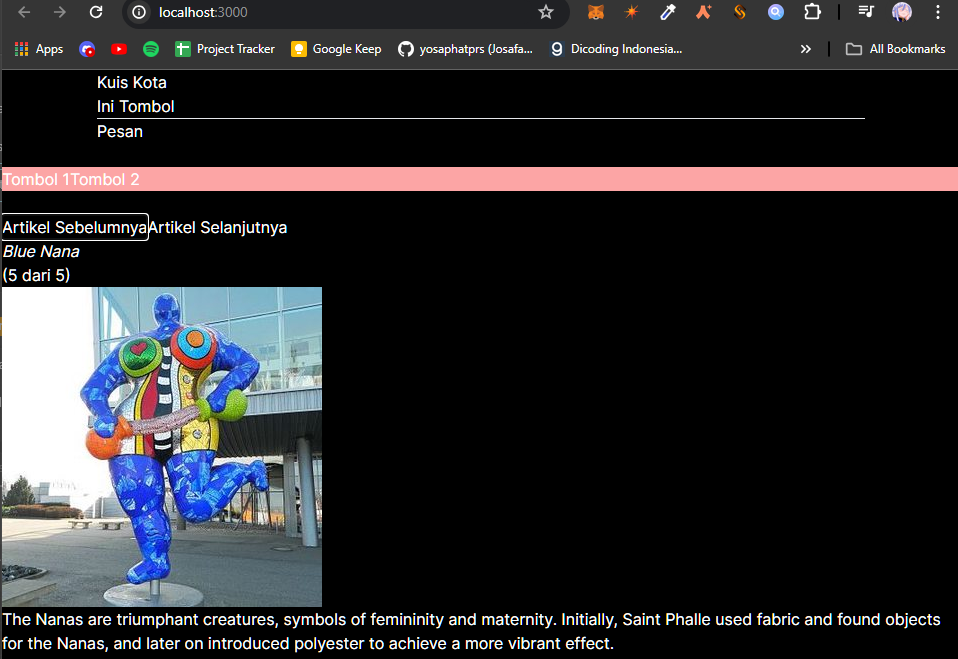 localhost:3000
Apps Project Tracker Google Keep yosaphatprs (Josafa... Dicoding Indonesia... » All Bookmarks
Kuis Kota
Ini Tombol
Pesan
Tombol 1Tombol 2
Artikel SebelumnyaArtikel Selanjutnya
Blue Nana
(5 dari 5)
The Nanas are triumphant creatures, symbols of femininity and maternity. Initially, Saint Phalle used fabric and found objects
for the Nanas, and later on introduced polyester to achieve a more vibrant effect.